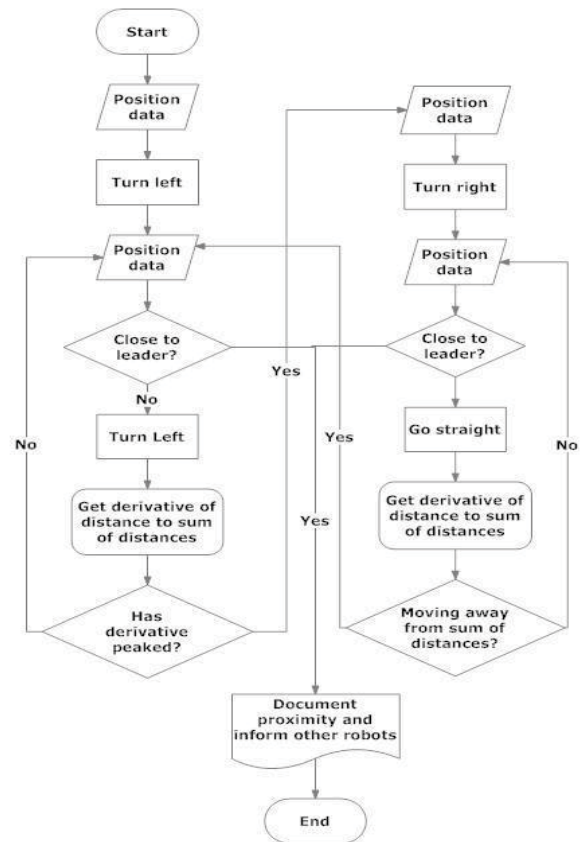 Start
Position
data
Turn left
Position
data
Close to
leader?
No
Turn Left
Get derivative of
distance to sum
of distances
Has
derivative
peaked?
No
Yes
Position
data
Turn right
Position
data
Close to
leader?
Go straight
Get derivative of
distance to sum
of distances
Moving away
from sum of
distances?
Yes
No
Yes
Document
proximity and
inform other robots
End